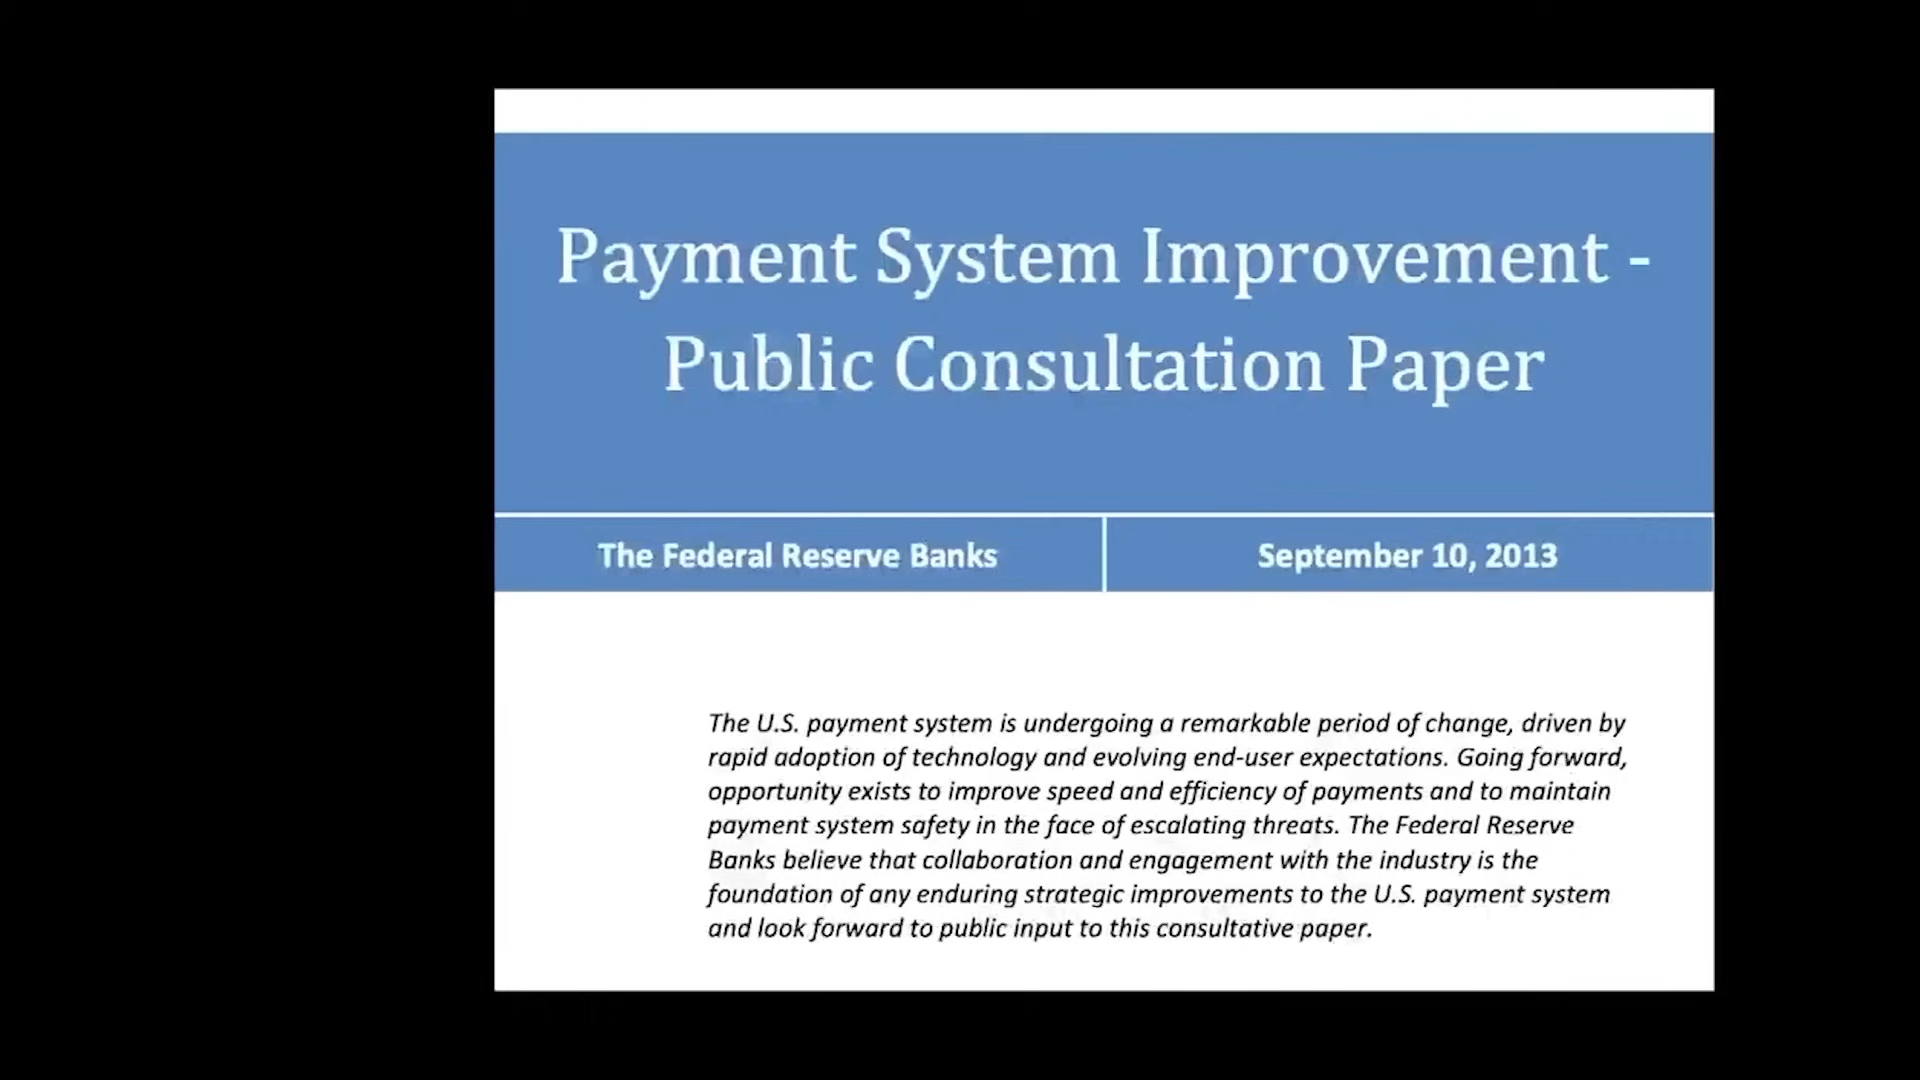 Payment System Improvement -
Public Consultation Paper
The Federal Reserve Banks
September 10, 2013
The U.S. payment system is undergoing a remarkable period of change, driven by
rapid adoption of technology and evolving end-user expectations. Going forward,
opportunity exists to improve speed and efficiency of payments and to maintain
payment system safety in the face of escalating threats. The Federal Reserve
Banks believe that collaboration and engagement with the industry is the
foundation of any enduring strategic improvements to the U.S. payment system
and look forward to public input to this consultative paper.